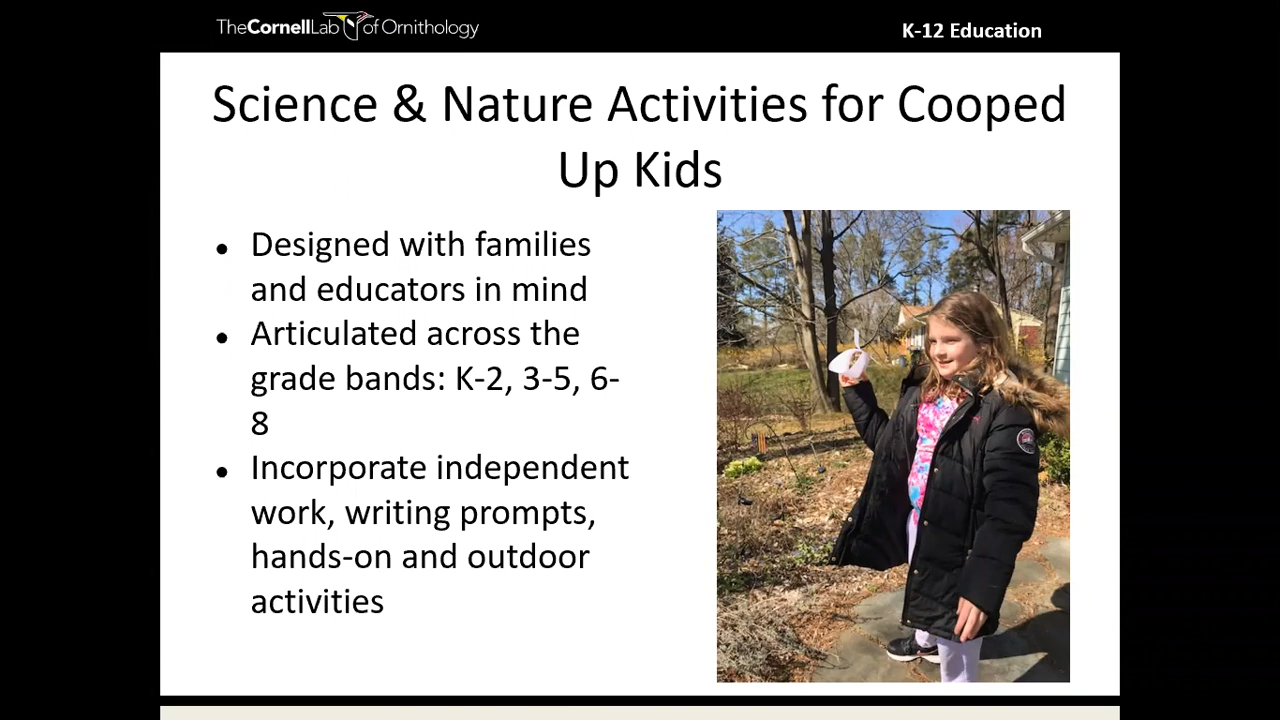 TheCornellLab of Ornithology
K-12 Education
Science & Nature Activities for Cooped
Up Kids
• Designed with families
and educators in mind
• Articulated across the
grade bands: K-2, 3-5, 6-
8
• Incorporate independent
work, writing prompts,
hands-on and outdoor
activities